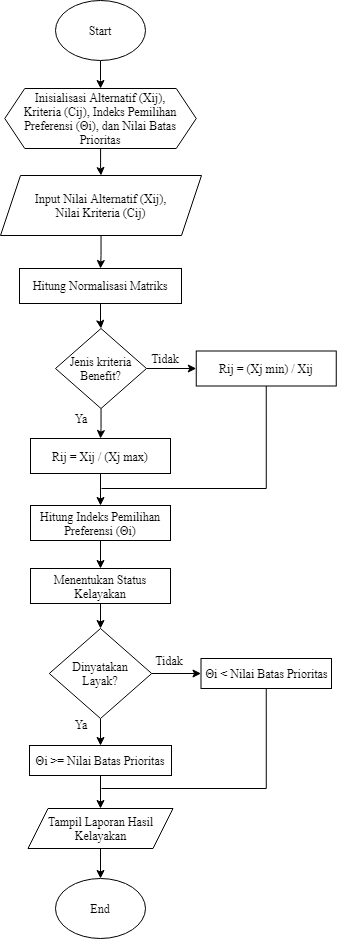 Start
Inisialisasi Alternatif (Xij),
Kriteria (Cij), Indeks Pemilihan
Preferensi (Θi), dan Nilai Batas
Prioritas
Input Nilai Alternatif (Xij),
Nilai Kriteria (Cij)
Hitung Normalisasi Matriks
Jenis kriteria
Benefit?
Tidak
Rij = (Xj min) / Xij
Ya
Rij = Xij / (Xj max)
Hitung Indeks Pemilihan
Preferensi (Θi)
Menentukan Status
Kelayakan
Dinyatakan
Layak?
Tidak
Θi < Nilai Batas Prioritas
Ya
Θi >= Nilai Batas Prioritas
Tampil Laporan Hasil
Kelayakan
End